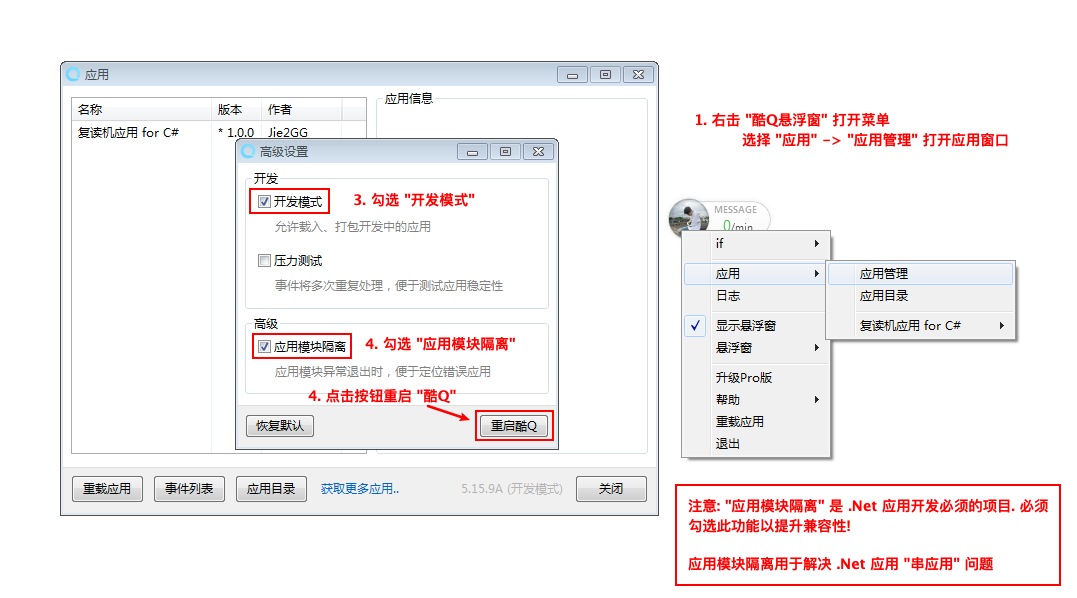 应用
名称 版本 作者
复读机应用 for C# * 1.0.0 Jie2GG
应用信息
高级设置
开发
开发模式
3. 勾选 "开发模式"
允许载入、打包开发中的应用
压力测试
事件将多次重复处理，便于测试应用稳定性
高级
应用模块隔离
4. 勾选 "应用模块隔离"
应用模块异常退出时，便于定位错误应用
4. 点击按钮重启 "酷Q"
恢复默认
重启酷Q
重载应用
事件列表
应用目录
获取更多应用..
5.15.9A (开发模式)
关闭
1. 右击 "酷Q悬浮窗" 打开菜单
选择 "应用" -> "应用管理" 打开应用窗口
MESSAGE
0/min
if
应用
日志
显示悬浮窗
悬浮窗
升级Pro版
帮助
重载应用
退出
应用管理
应用目录
复读机应用 for C#
注意: "应用模块隔离" 是 .Net 应用开发必须的项目. 必须
勾选此功能以提升兼容性!
应用模块隔离用于解决 .Net 应用 "串应用" 问题